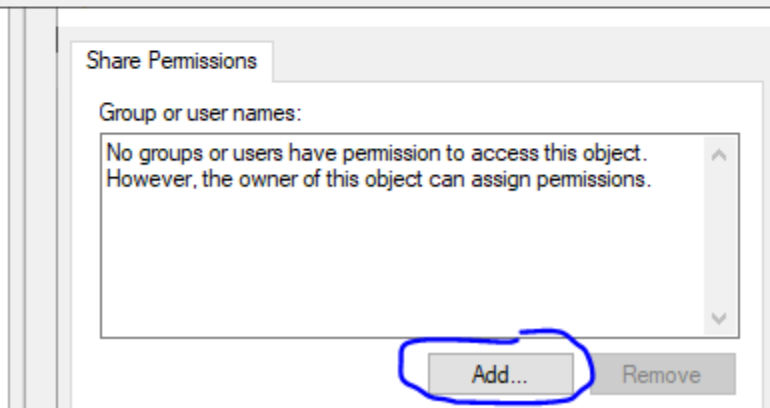 Share Permissions
Group or user names:
No groups or users have permission to access this object.
However, the owner of this object can assign permissions.
Add... Remove